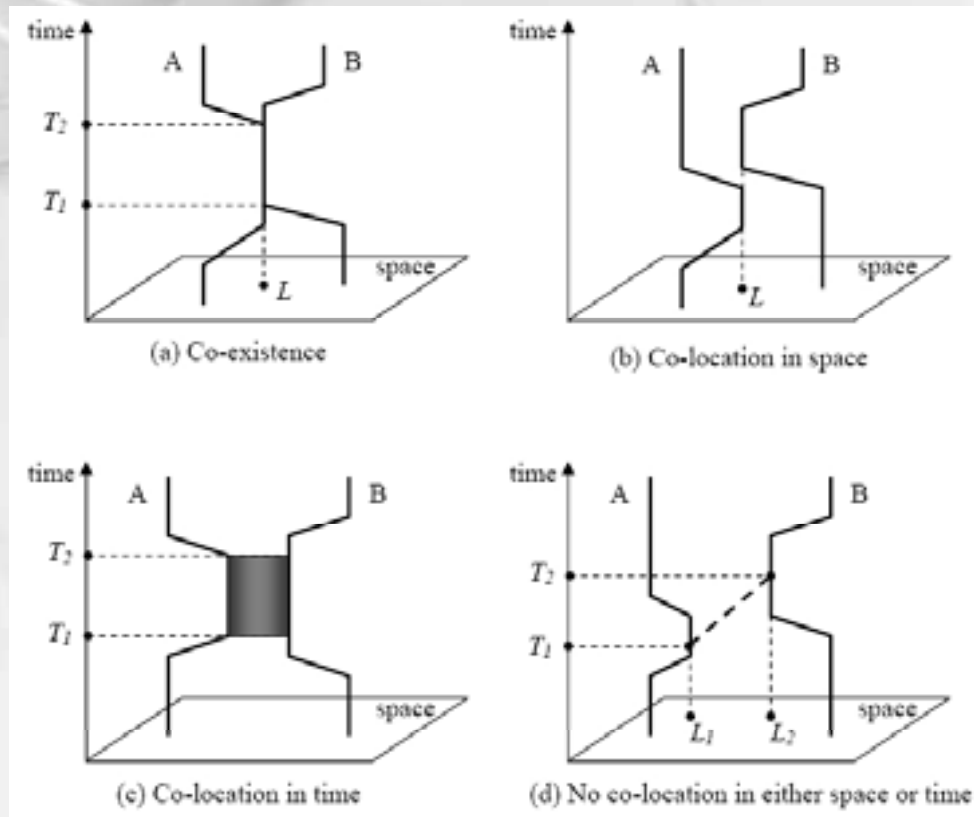 time
A
B
T2
T1
space
L
(a) Co-existence
time
A
B
space
L
(b) Co-location in space
time
A
B
T2
T1
space
(c) Co-location in time
time
A
B
T2
T1
space
L1
L2
(d) No co-location in either space or time